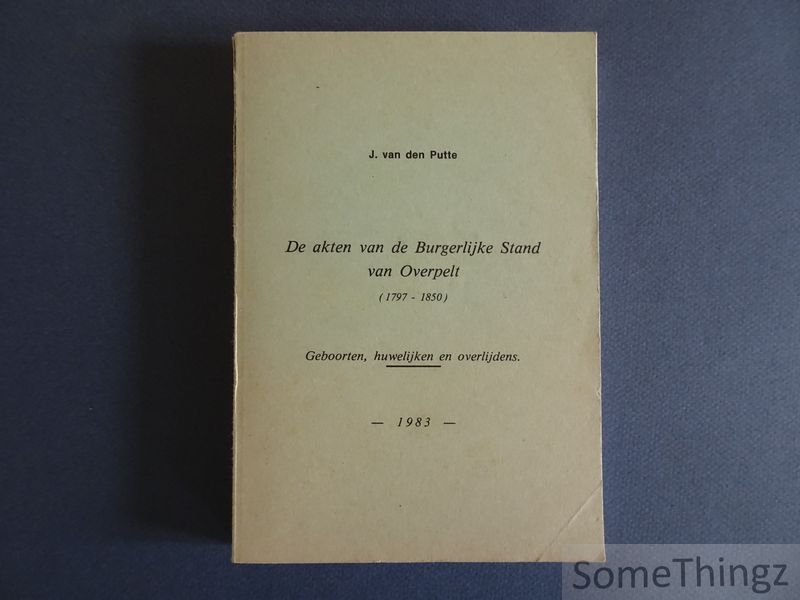 J. van den Putte
De akten van de Burgerlijke Stand
van Overpelt
(1797 - 1850)
Geboorten, huwelijken en overlijdens.
— 1983 —
SomeThingz